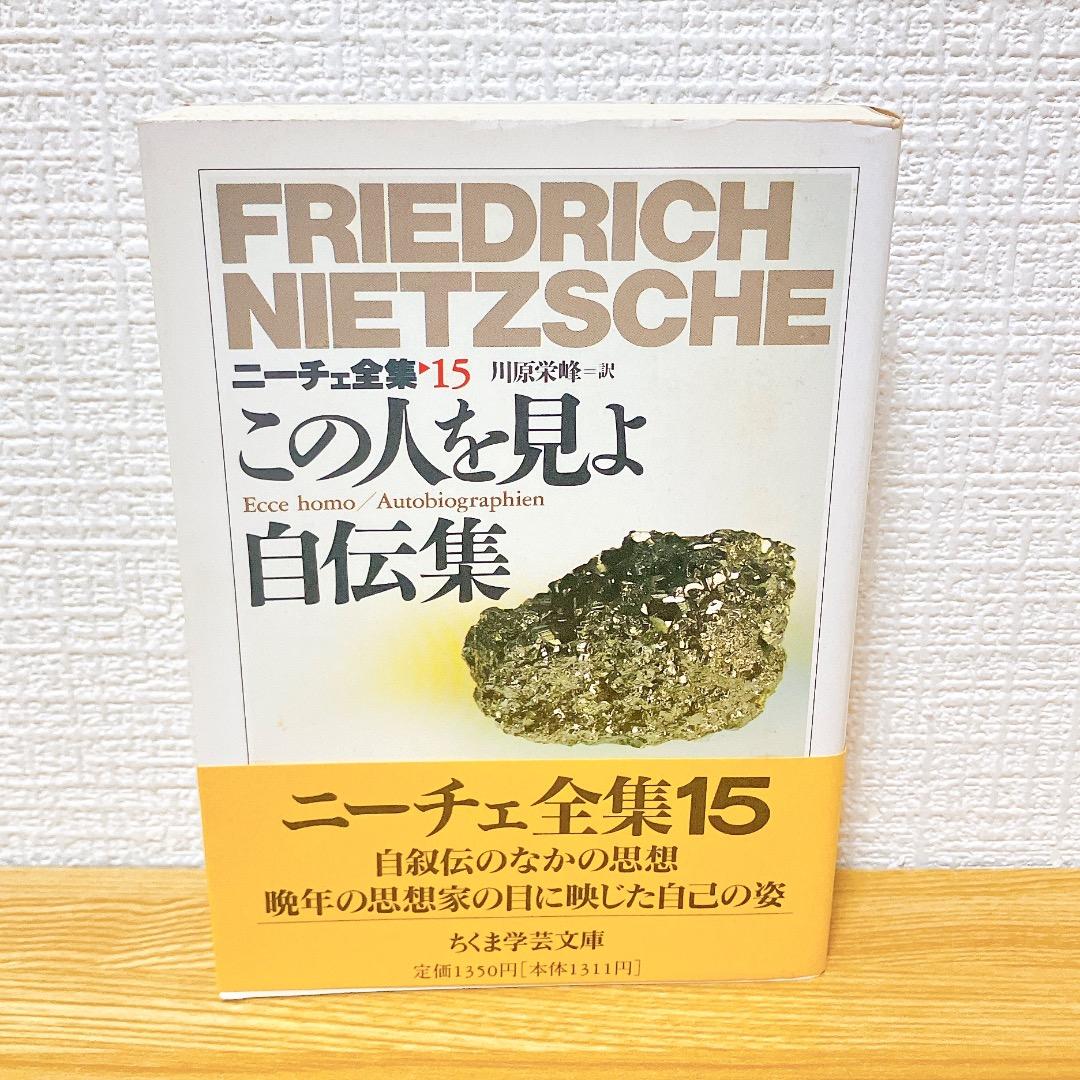 FRIEDRICH
NIETZSCHE
ニーチェ全集▶15 川原栄峰=訳
この人を見よ
Ecce homo/Autobiographien
自伝集
ニーチェ全集15
自叙伝のなかの思想
晩年の思想家の目に映じた自己の姿
ちくま学芸文庫
定価1350円[本体1311円]